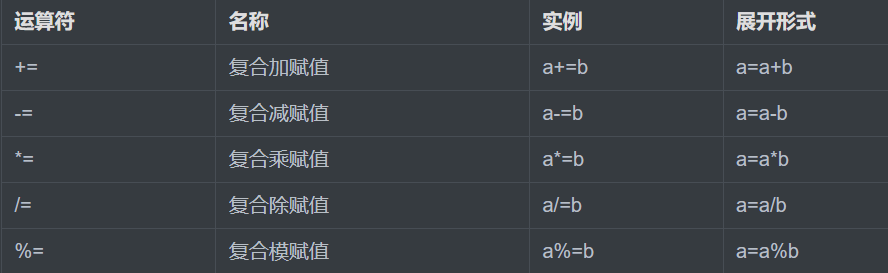 运算符 名称 实例 展开形式
+= 复合加赋值 a+=b a=a+b
-= 复合减赋值 a-=b a=a-b
*= 复合乘赋值 a*=b a=a*b
/= 复合除赋值 a/=b a=a/b
%= 复合模赋值 a%=b a=a%b